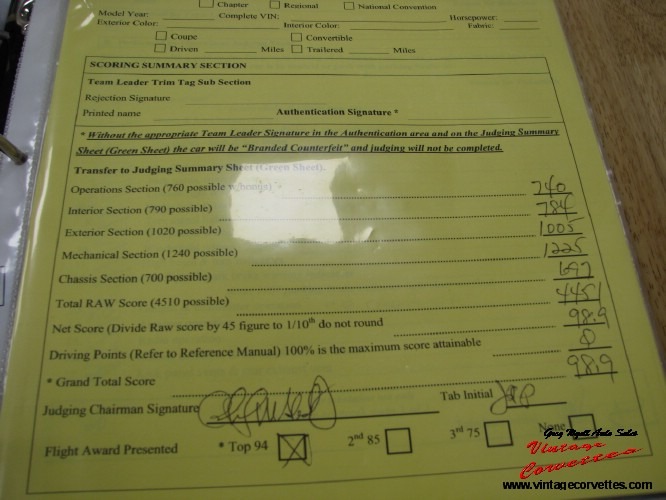 Chapter Regional National Convention
Model Year: Complete VIN: Horsepower:
Exterior Color: Interior Color: Fabric:
Coupe Convertible
Driven Miles Trailered Miles
SCORING SUMMARY SECTION
Team Leader Trim Tag Sub Section
Rejection Signature
Printed name Authentication Signature *
* Without the appropriate Team Leader Signature in the Authentication area and on the Judging Summary
Sheet (Green Sheet) the car will be "Branded Counterfeit" and judging will not be completed.
Transfer to Judging Summary Sheet (Green Sheet).
Operations Section (760 possible 740
Interior Section (790 possible) 784
Exterior Section (1020 possible) 1005
Mechanical Section (1240 possible) 1225
Chassis Section (700 possible) 697
Total RAW Score (4510 possible) 4451
Net Score (Divide Raw score by 45 figure to 1/10th do not round 98.9
Driving Points (Refer to Reference Manual) 100% is the maximum score attainable 0
* Grand Total Score 98.9
Judging Chairman Signature Tab Initial
Flight Award Presented * Top 94 2nd 85 3rd 75 None
Greg Wyatt Auto Sales
Vintage
Corvettes
www.vintagecorvettes.com